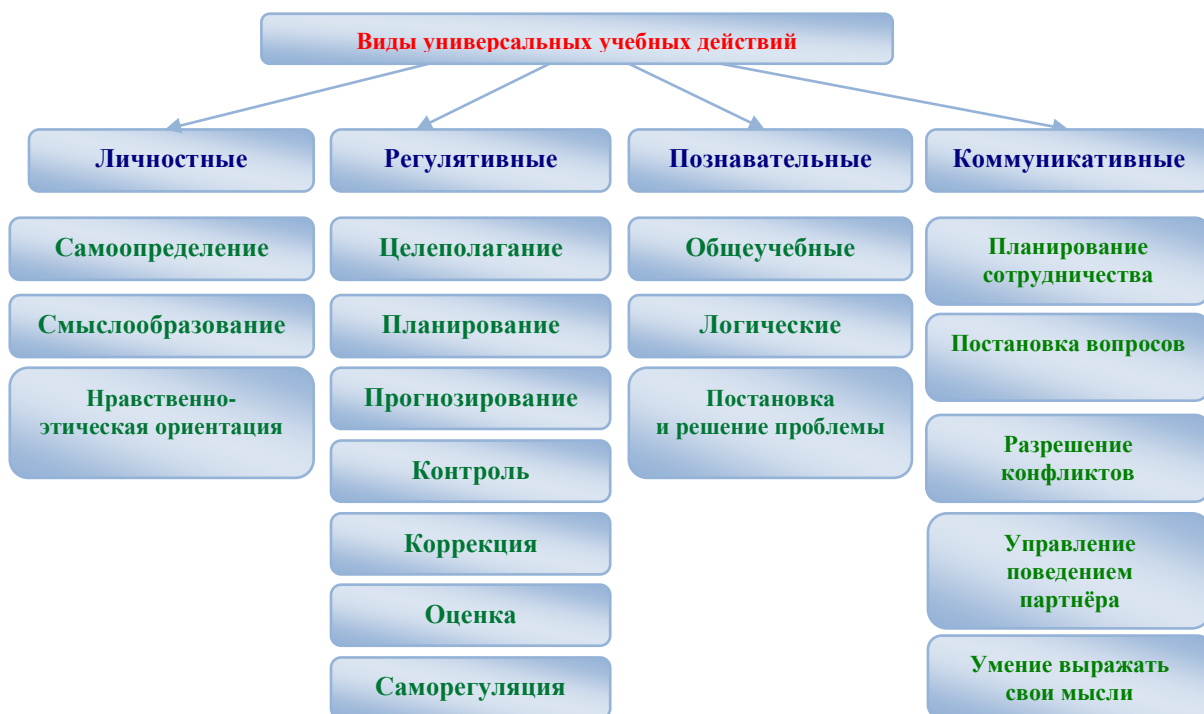 Виды универсальных учебных действий
Личностные
Регулятивные
Познавательные
Коммуникативные
Самоопределение
Смыслообразование
Нравственно-
этическая ориентация
Целеполагание
Планирование
Прогнозирование
Контроль
Коррекция
Оценка
Саморегуляция
Общеучебные
Логические
Постановка
и решение проблемы
Планирование
сотрудничества
Постановка вопросов
Разрешение
конфликтов
Управление
поведением
партнёра
Умение выражать
свои мысли